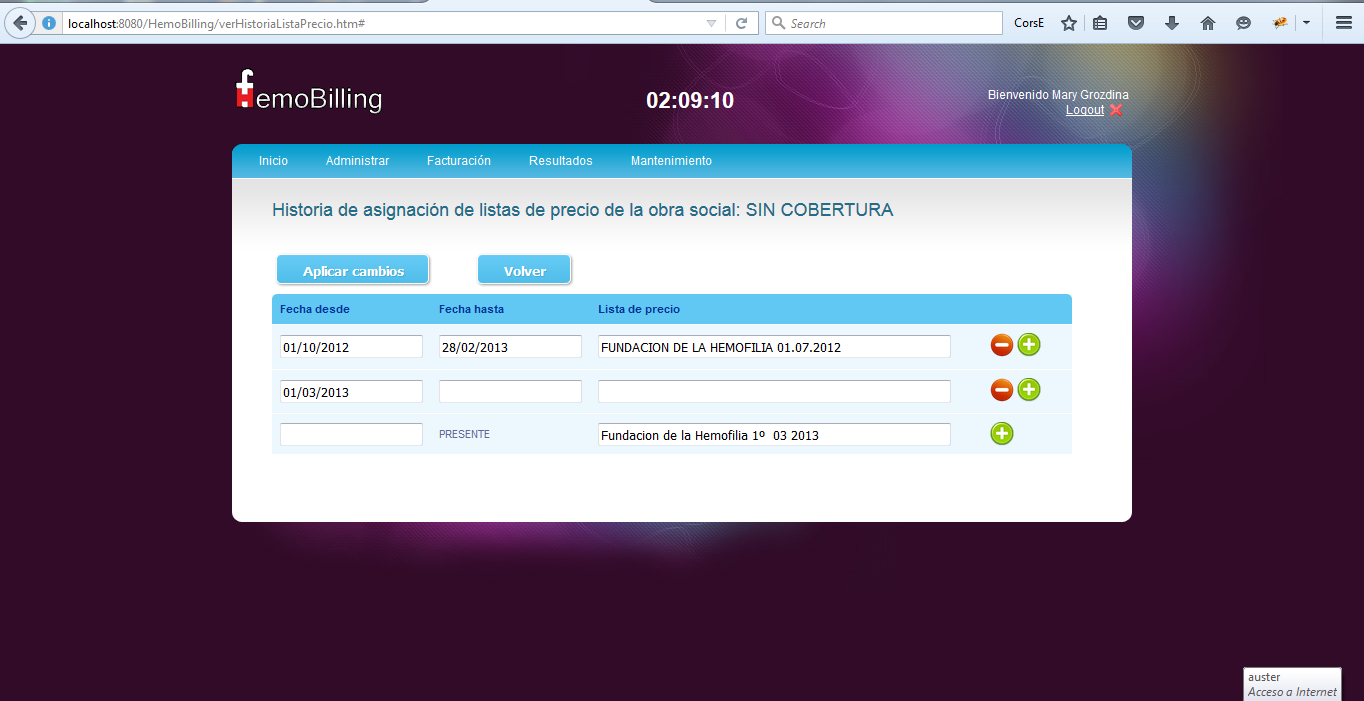 localhost:8080/HemoBilling/verHistoriaListaPrecio.htm#
Search
CorsE
HemoBilling
02:09:10
Bienvenido Mary Grozdina
Logout
Inicio Administrar Facturación Resultados Mantenimiento
Historia de asignación de listas de precio de la obra social: SIN COBERTURA
Aplicar cambios Volver
Fecha desde Fecha hasta Lista de precio
01/10/2012 28/02/2013 FUNDACION DE LA HEMOFILIA 01.07.2012
01/03/2013
PRESENTE Fundacion de la Hemofilia 1º 03 2013
auster
Acceso a Internet